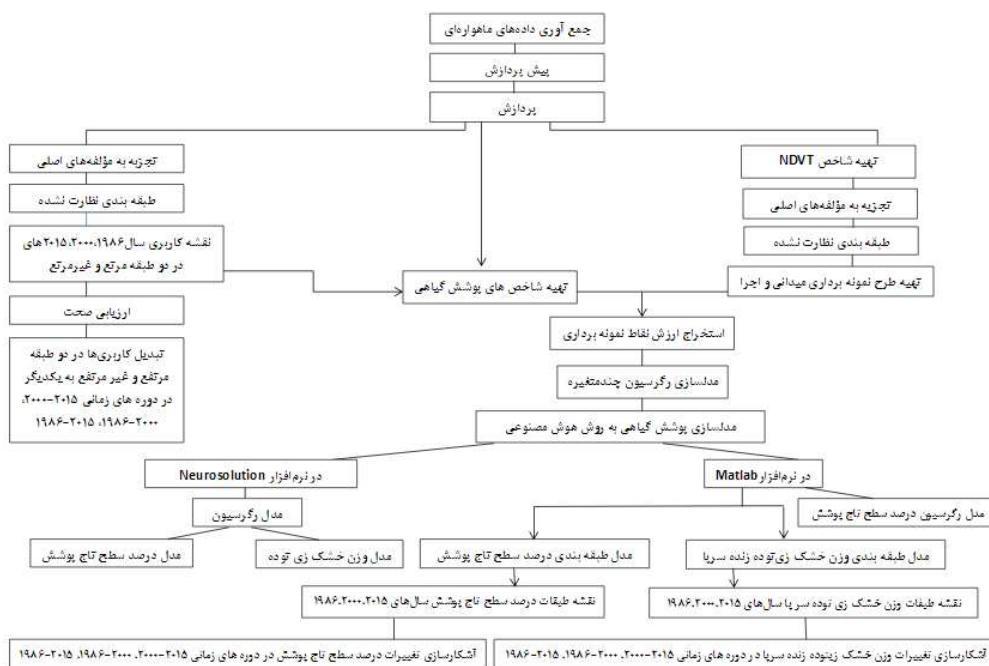 جمع آوری داده‌های ماهواره‌ای
پیش پردازش
پردازش
تهیه شاخص NDVT
تجزیه به مؤلفه‌های اصلی
طبقه بندی نظارت نشده
تهیه طرح نمونه برداری میدانی و اجرا
تجزیه به مؤلفه‌های اصلی
طبقه بندی نظارت نشده
نقشه کاربری سال۱۹۸۶،۲۰۰۰،۲۰۱۵های
در دو طبقه مرتع و غیرمرتع
ارزیابی صحت
تبدیل کاربری‌ها در دو طبقه
مرتفع و غیر مرتفع به یکدیگر
در دوره های زمانی ۲۰۱۵-۲۰۰۰،
۲۰۰۰-۱۹۸۶، ۲۰۱۵-۱۹۸۶
تهیه شاخص های پوشش گیاهی
استخراج ارزش نقاط نمونه برداری
مدلسازی رگرسیون چندمتغیره
مدلسازی پوشش گیاهی به روش هوش مصنوعی
در نرم‌افزار Matlab
در نرم‌افزار Neurosolution
مدل رگرسیون درصد سطح تاج پوشش
مدل رگرسیون
مدل طبقه بندی وزن خشک زی‌توده زنده سرپا
مدل طبقه بندی درصد سطح تاج پوشش
مدل وزن خشک زی توده
مدل درصد سطح تاج پوشش
نقشه طیفات وزن خشک زی توده سر پا سال‌های ۱۹۸۶،۲۰۰۰،۲۰۱۵
نقشه طیقات درصد سطح تاج پوشش سال‌های ۱۹۸۶،۲۰۰۰،۲۰۱۵
آشکارسازی تغییرات وزن خشک زیتوده زنده سرپا در دوره های زمانی ۲۰۱۵-۲۰۰۰، ۲۰۰۰-۱۹۸۶، ۲۰۱۵-۱۹۸۶
آشکارسازی تغییرات درصد سطح تاج پوشش در دوره های زمانی ۲۰۱۵-۲۰۰۰، ۲۰۰۰-۱۹۸۶، ۲۰۱۵-۱۹۸۶